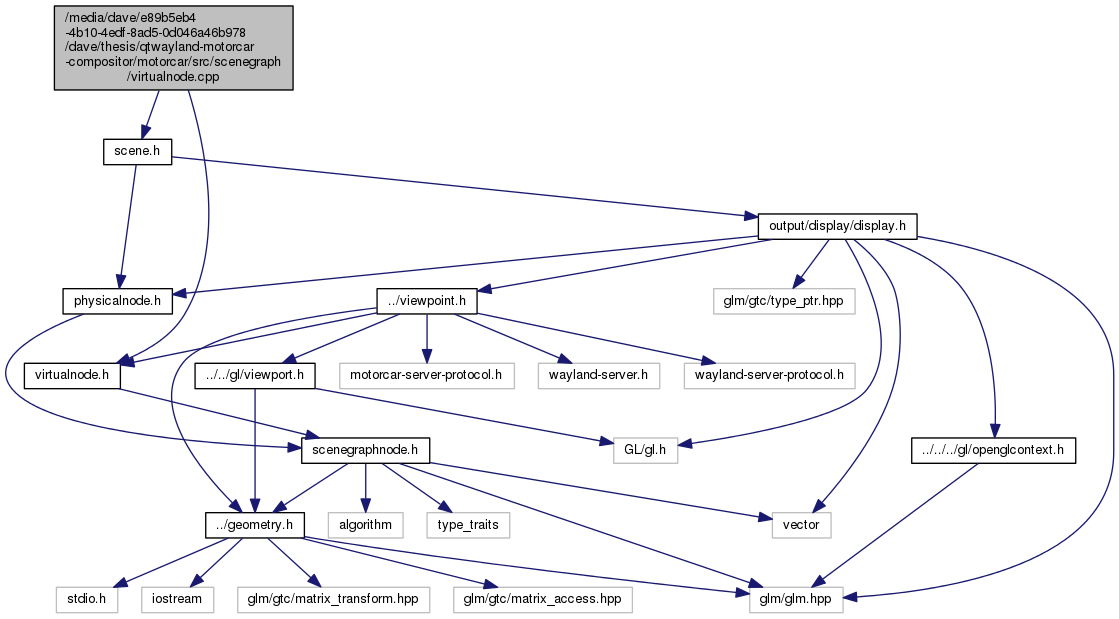 /media/dave/e89b5eb4
-4b10-4edf-8ad5-0d046a46b978
/dave/thesis/qtwayland-motorcar
-compositor/motorcar/src/scenegraph
/virtualnode.cpp
scene.h
output/display/display.h
physicalnode.h
../viewpoint.h
glm/gtc/type_ptr.hpp
virtualnode.h
../../gl/viewport.h
motorcar-server-protocol.h
wayland-server.h
wayland-server-protocol.h
scenegraphnode.h
GL/gl.h
../../../gl/openglcontext.h
../geometry.h
algorithm
type_traits
vector
stdio.h
iostream
glm/gtc/matrix_transform.hpp
glm/gtc/matrix_access.hpp
glm/glm.hpp